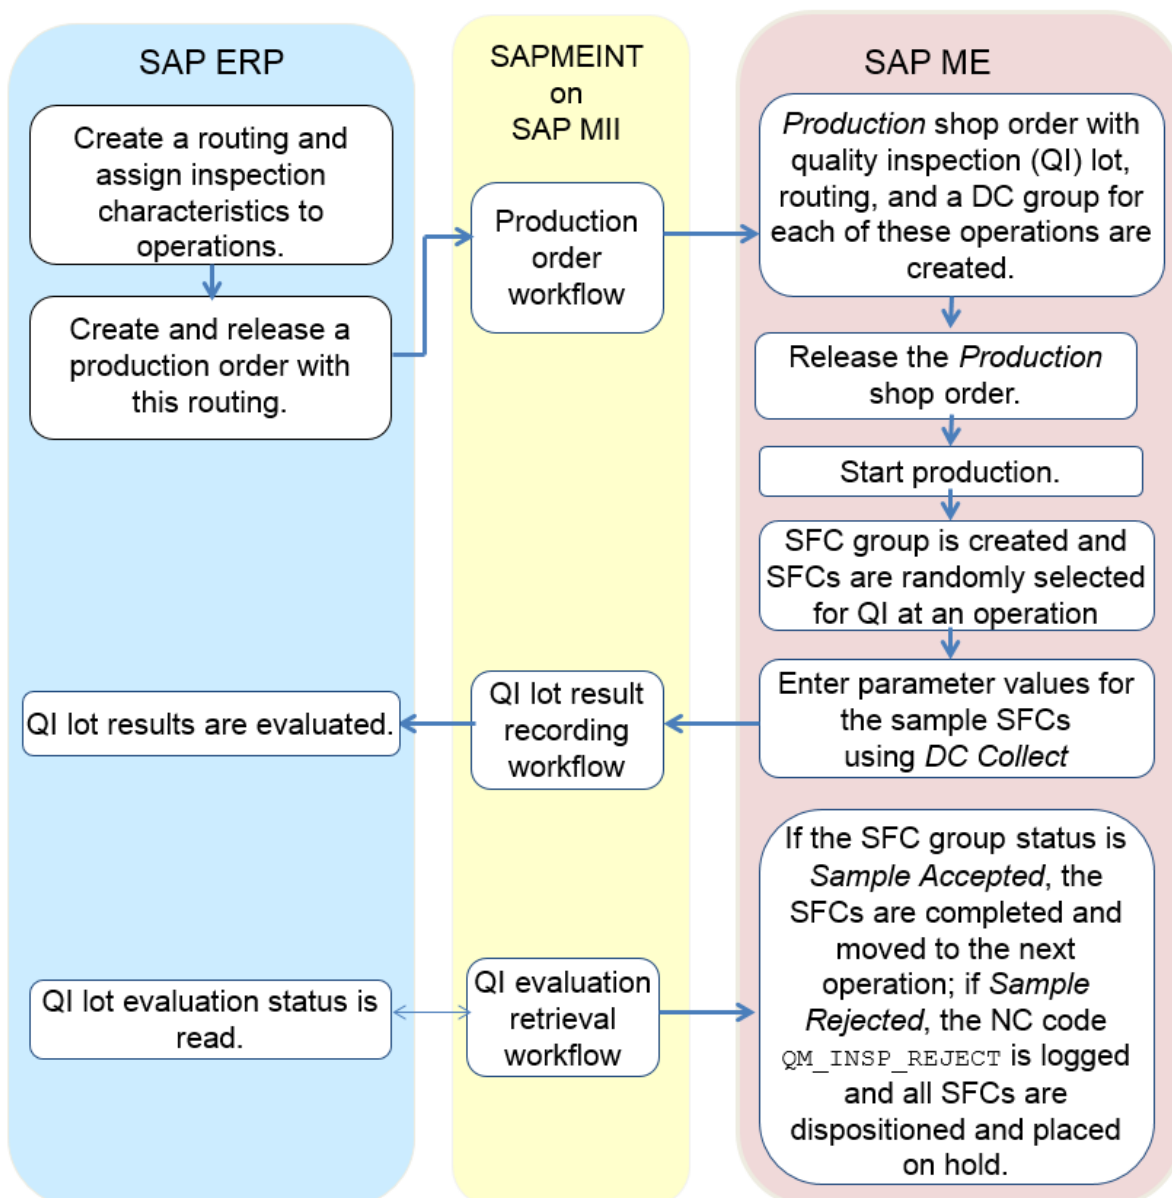 SAP ERP
Create a routing and
assign inspection
characteristics to
operations.
Create and release a
production order with
this routing.
QI lot results are evaluated.
QI lot evaluation status is
read.
SAPMEINT
on
SAP MII
Production
order
workflow
QI lot result
recording
workflow
QI evaluation
retrieval
workflow
SAP ME
Production shop order with
quality inspection (QI) lot,
routing, and a DC group for
each of these operations are
created.
Release the Production
shop order.
Start production.
SFC group is created and
SFCs are randomly selected
for QI at an operation
Enter parameter values for
the sample SFCs
using DC Collect
If the SFC group status is
Sample Accepted, the
SFCs are completed and
moved to the next
operation; if Sample
Rejected, the NC code
QM_INSP_REJECT is logged
and all SFCs are
dispositioned and placed
on hold.